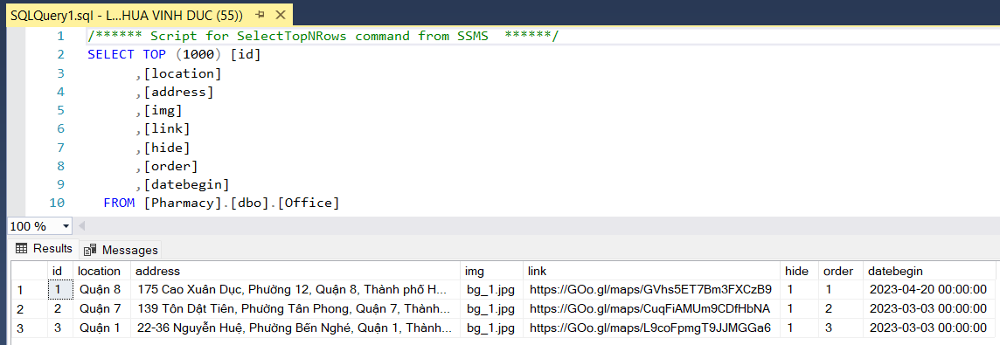 SQLQuery1.sql - L...HUA VINH DUC (55))
1 /****** Script for SelectTopNRows command from SSMS ******/
2 SELECT TOP (1000) [id]
3 ,[location]
4 ,[address]
5 ,[img]
6 ,[link]
7 ,[hide]
8 ,[order]
9 ,[datebegin]
10 FROM [Pharmacy].[dbo].[Office]
100 %
Results Messages
id location address img link hide order datebegin
1 1 Quận 8 175 Cao Xuân Dục, Phường 12, Quận 8, Thành phố H... bg_1.jpg https://GOo.gl/maps/GVhs5ET7Bm3FXCzB9 1 1 2023-04-20 00:00:00
2 2 Quận 7 139 Tôn Dật Tiên, Phường Tân Phong, Quận 7, Thành... bg_1.jpg https://GOo.gl/maps/CuqFiAMUm9CDfHbNA 1 2 2023-03-03 00:00:00
3 3 Quận 1 22-36 Nguyễn Huệ, Phường Bến Nghé, Quận 1, Thành... bg_1.jpg https://GOo.gl/maps/L9coFpmgT9JJMGGa6 1 3 2023-03-03 00:00:00